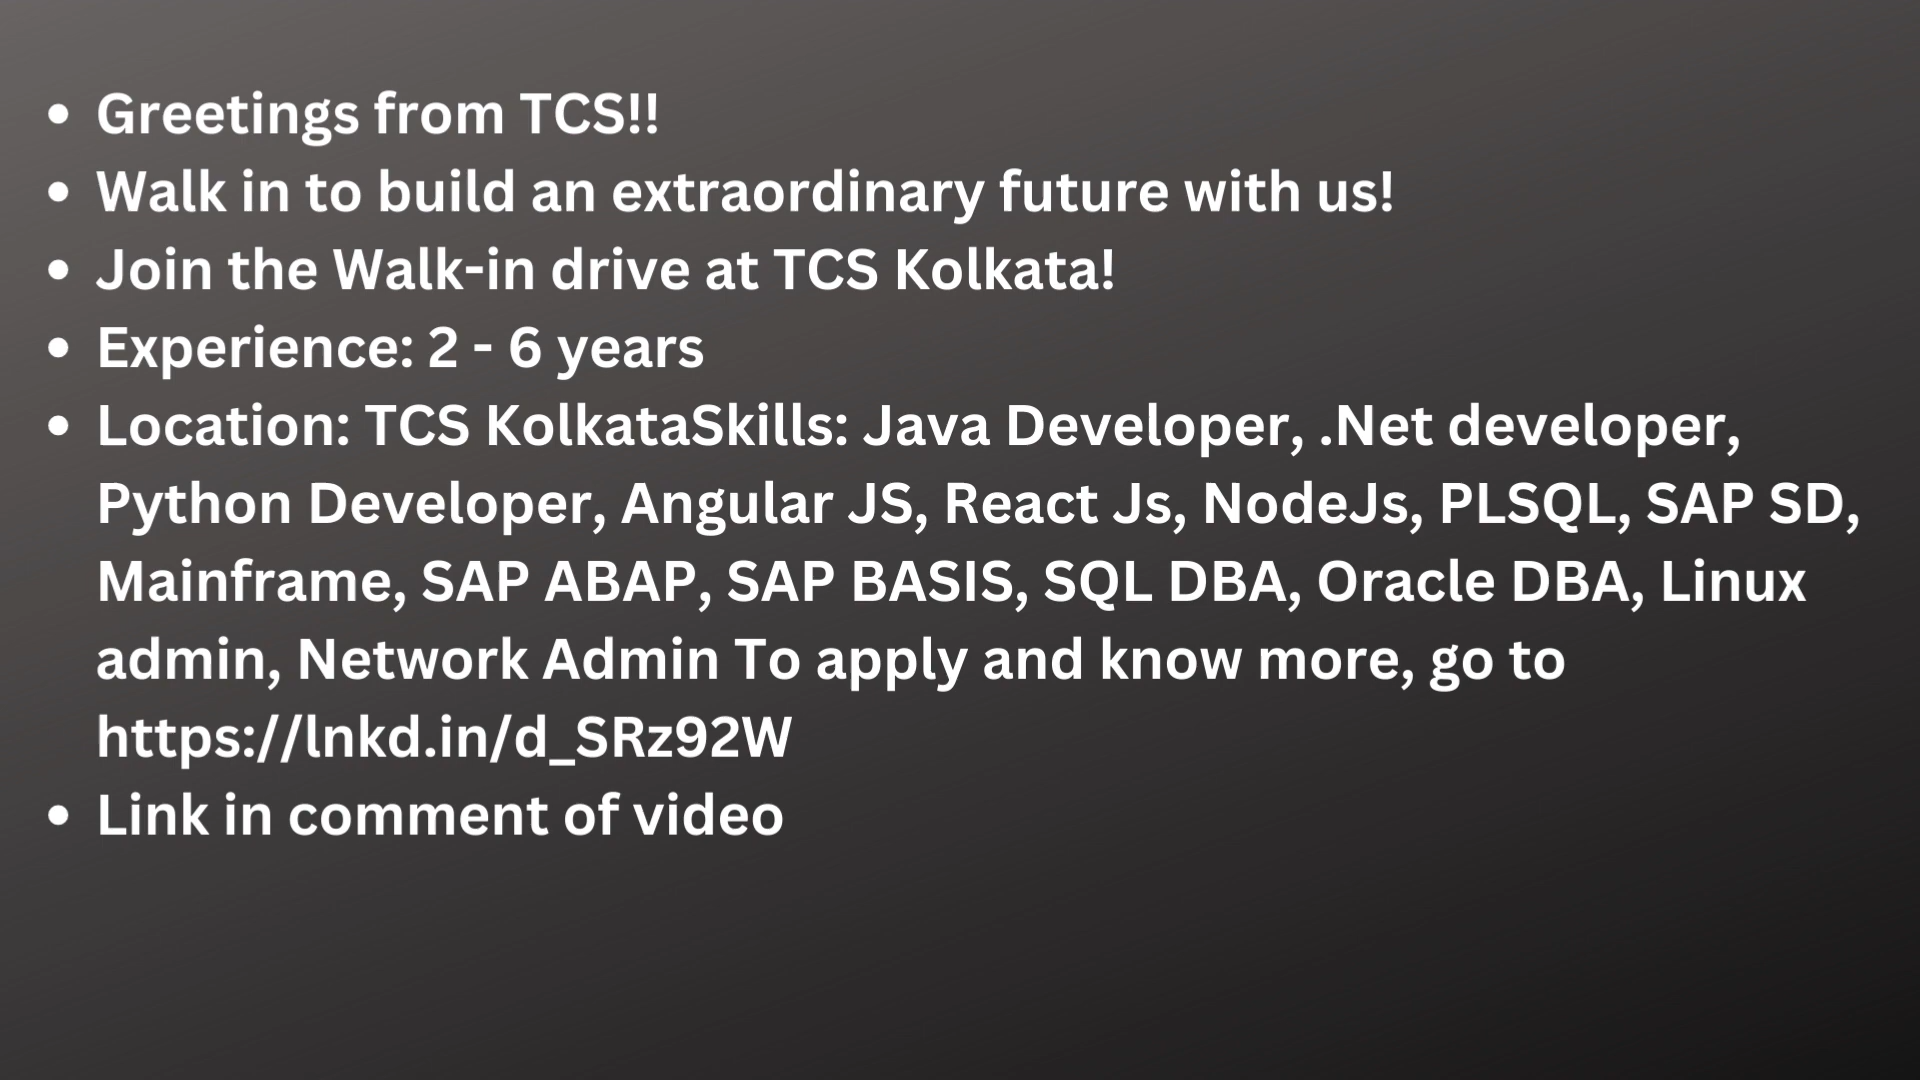 • Greetings from TCS!!
• Walk in to build an extraordinary future with us!
• Join the Walk-in drive at TCS Kolkata!
• Experience: 2 - 6 years
• Location: TCS KolkataSkills: Java Developer, .Net developer,
Python Developer, Angular JS, React Js, NodeJs, PLSQL, SAP SD,
Mainframe, SAP ABAP, SAP BASIS, SQL DBA, Oracle DBA, Linux
admin, Network Admin To apply and know more, go to
https://lnkd.in/d_SRz92W
• Link in comment of video